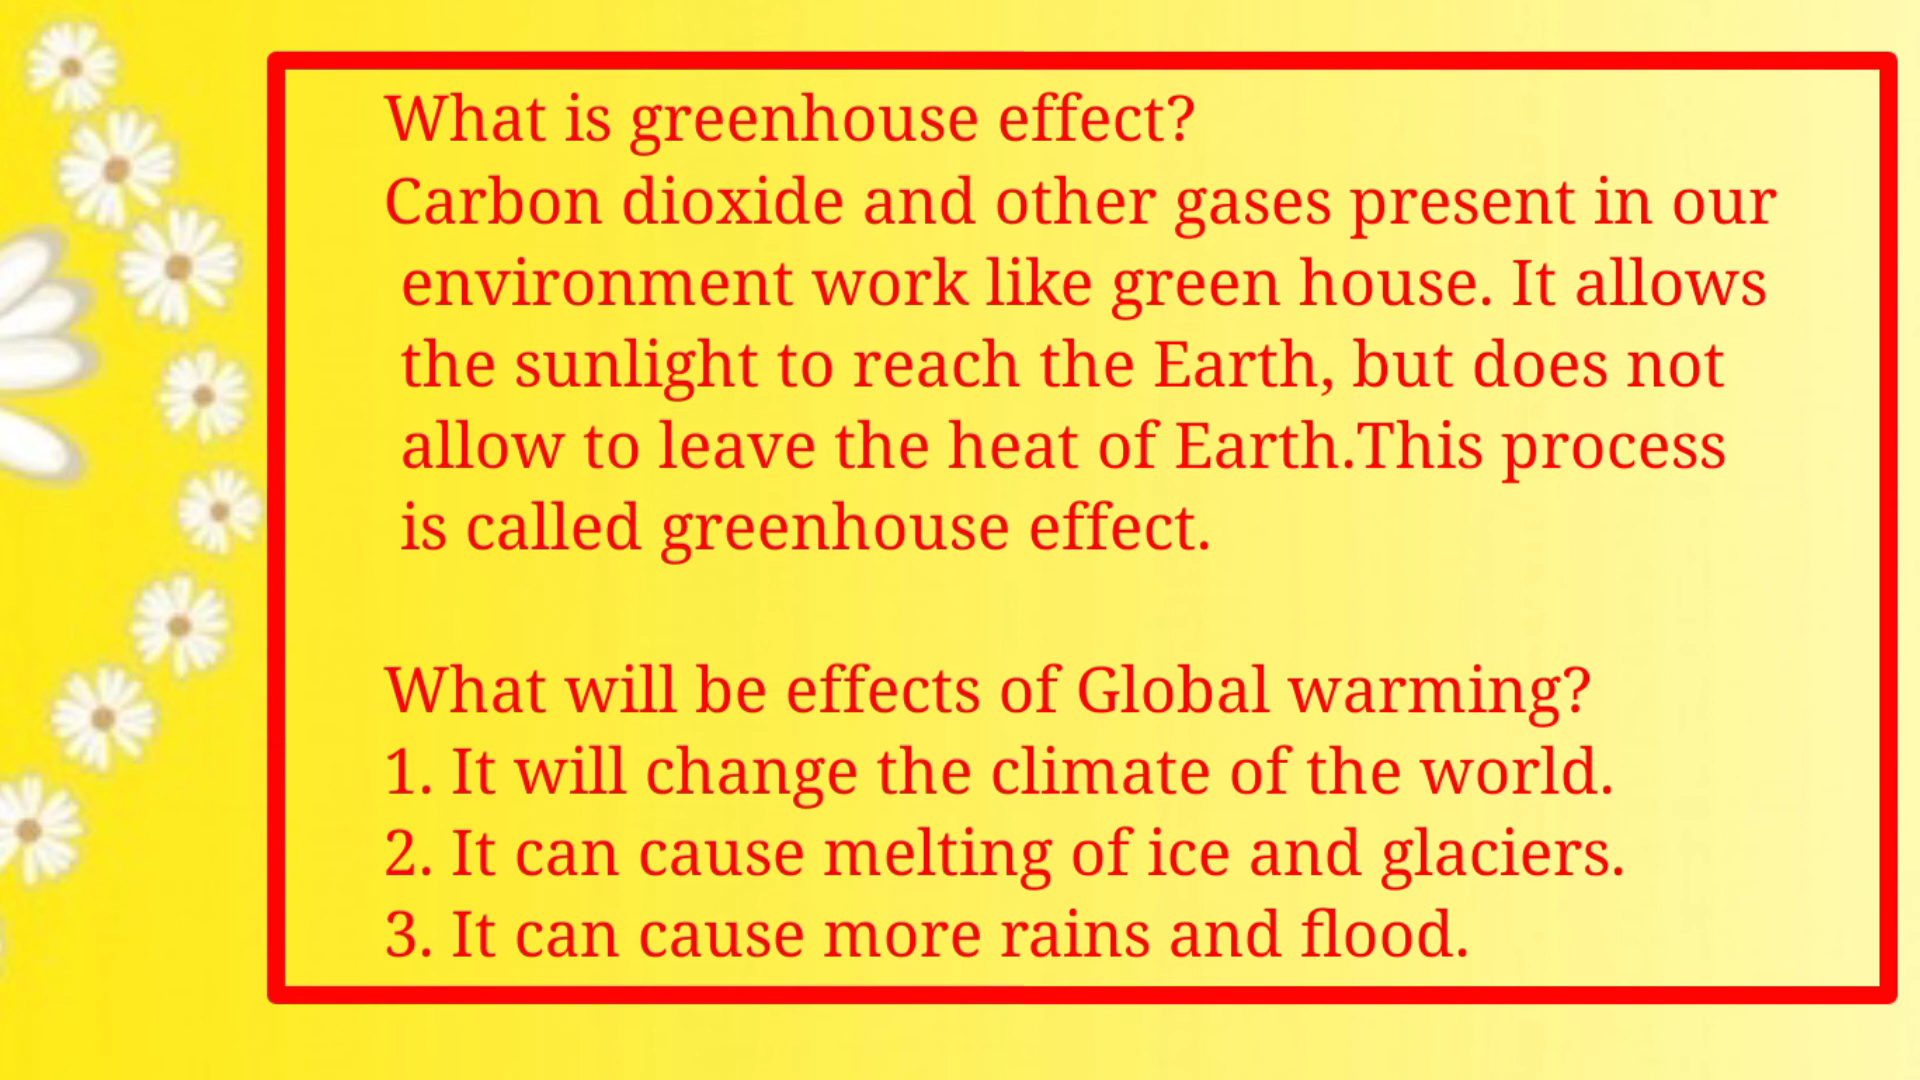 What is greenhouse effect?
Carbon dioxide and other gases present in our
environment work like green house. It allows
the sunlight to reach the Earth, but does not
allow to leave the heat of Earth.This process
is called greenhouse effect.
What will be effects of Global warming?
1. It will change the climate of the world.
2. It can cause melting of ice and glaciers.
3. It can cause more rains and flood.